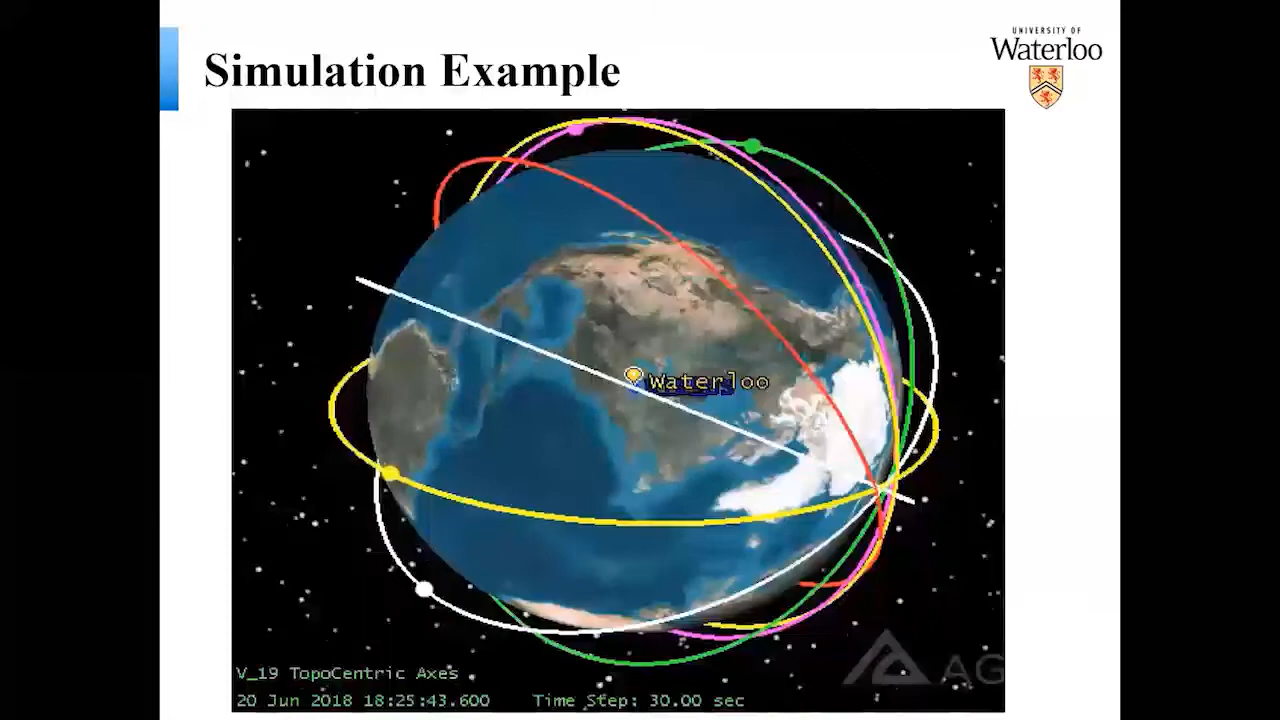 Simulation Example
UNIVERSITY OF
Waterloo
Waterloo
V_19 TopoCentric Axes
20 Jun 2018 18:25:43.600 Time Step: 30.00 sec
AG